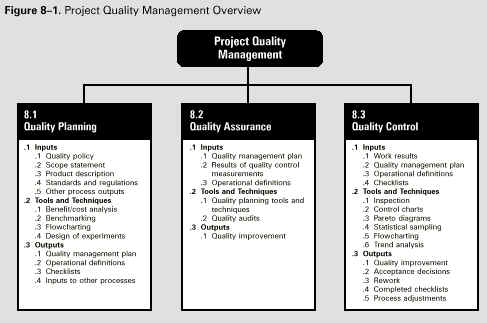 Figure 8–1. Project Quality Management Overview
Project Quality
Management
8.1
Quality Planning
.1 Inputs
.1 Quality policy
.2 Scope statement
.3 Product description
.4 Standards and regulations
.5 Other process outputs
.2 Tools and Techniques
.1 Benefit/cost analysis
.2 Benchmarking
.3 Flowcharting
.4 Design of experiments
.3 Outputs
.1 Quality management plan
.2 Operational definitions
.3 Checklists
.4 Inputs to other processes
8.2
Quality Assurance
.1 Inputs
.1 Quality management plan
.2 Results of quality control
measurements
.3 Operational definitions
.2 Tools and Techniques
.1 Quality planning tools and
techniques
.2 Quality audits
.3 Outputs
.1 Quality improvement
8.3
Quality Control
.1 Inputs
.1 Work results
.2 Quality management plan
.3 Operational definitions
.4 Checklists
.2 Tools and Techniques
.1 Inspection
.2 Control charts
.3 Pareto diagrams
.4 Statistical sampling
.5 Flowcharting
.6 Trend analysis
.3 Outputs
.1 Quality improvement
.2 Acceptance decisions
.3 Rework
.4 Completed checklists
.5 Process adjustments